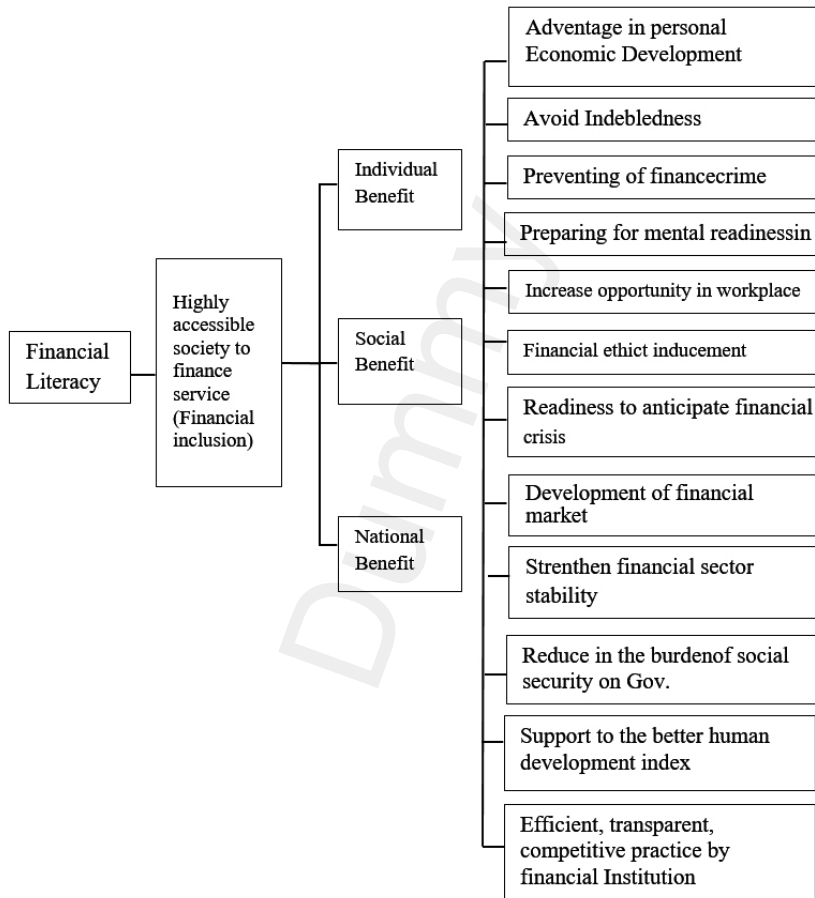 Financial
Literacy
Highly
accessible
society to
finance
service
(Financial
inclusion)
Individual
Benefit
Social
Benefit
National
Benefit
Adventage in personal
Economic Development
Avoid Indebledness
Preventing of financecrime
Preparing for mental readinessin
Increase opportunity in workplace
Financial ethict inducement
Readiness to anticipate financial
crisis
Development of financial
market
Strenthen financial sector
stability
Reduce in the burdenof social
security on Gov.
Support to the better human
development index
Efficient, transparent,
competitive practice by
financial Institution
Dummy